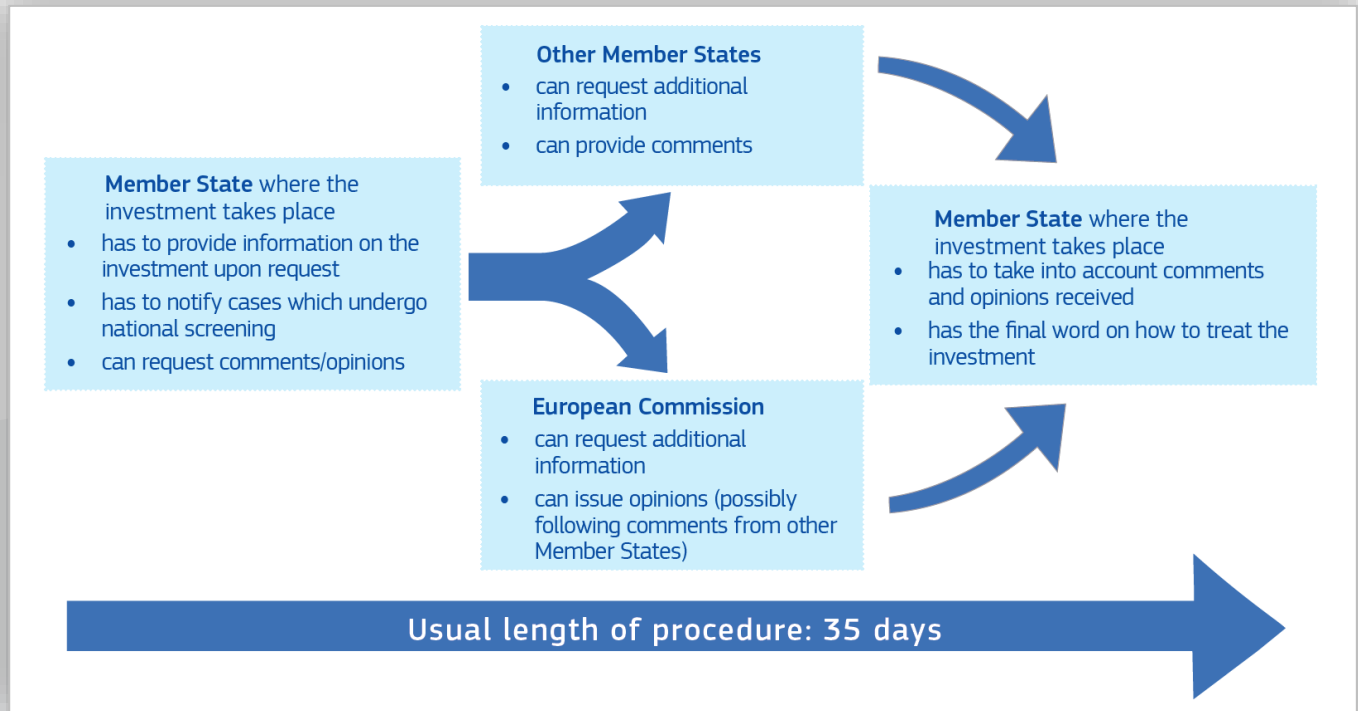 Member State where the
investment takes place
• has to provide information on the
investment upon request
• has to notify cases which undergo
national screening
• can request comments/opinions
Other Member States
• can request additional
information
• can provide comments
European Commission
• can request additional
information
• can issue opinions (possibly
following comments from other
Member States)
Member State where the
investment takes place
• has to take into account comments
and opinions received
• has the final word on how to treat the
investment
Usual length of procedure: 35 days